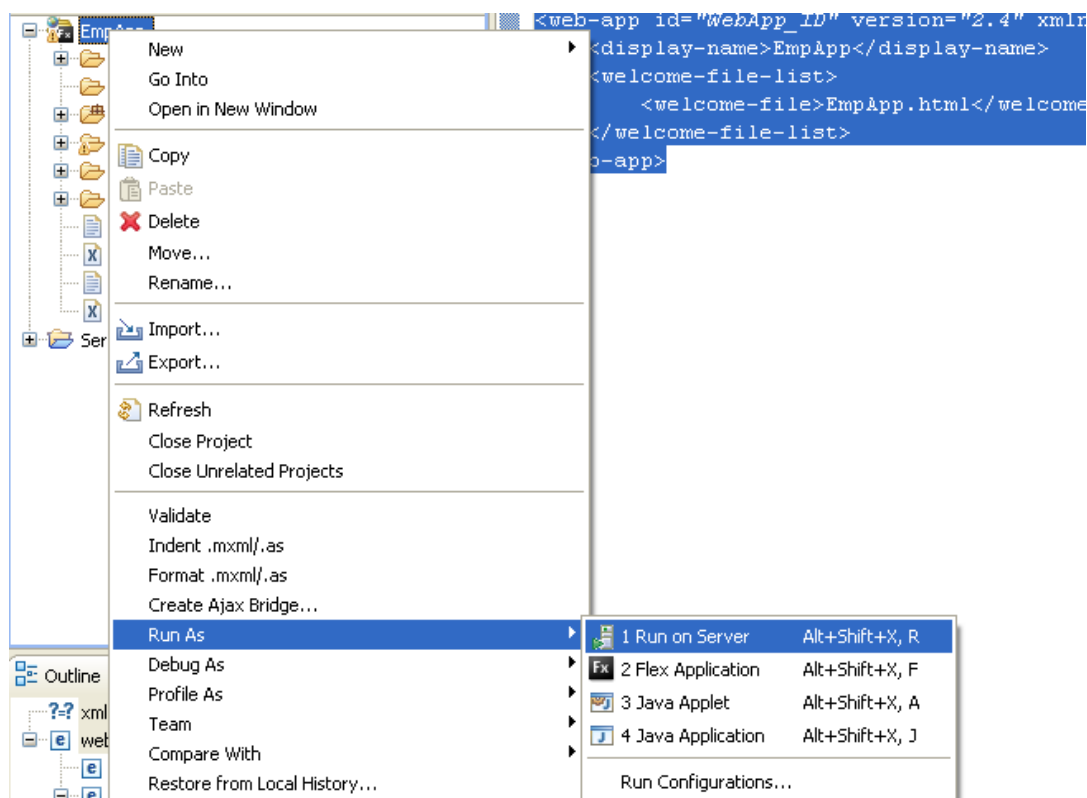 EmpApp
Ser
<web-app id="WebApp_ID" version="2.4" xmln
<display-name>EmpApp</display-name>
<welcome-file-list>
<welcome-file>EmpApp.html</welcome
</welcome-file-list>
b-app>
New
Go Into
Open in New Window
Copy
Paste
Delete
Move...
Rename...
Import...
Export...
Refresh
Close Project
Close Unrelated Projects
Validate
Indent .mxml/.as
Format .mxml/.as
Create Ajax Bridge...
Run As
Debug As
Profile As
Team
Compare With
Restore from Local History...
1 Run on Server Alt+Shift+X, R
2 Flex Application Alt+Shift+X, F
3 Java Applet Alt+Shift+X, A
4 Java Application Alt+Shift+X, J
Run Configurations...
Outline
?=? xml
e web
e
e